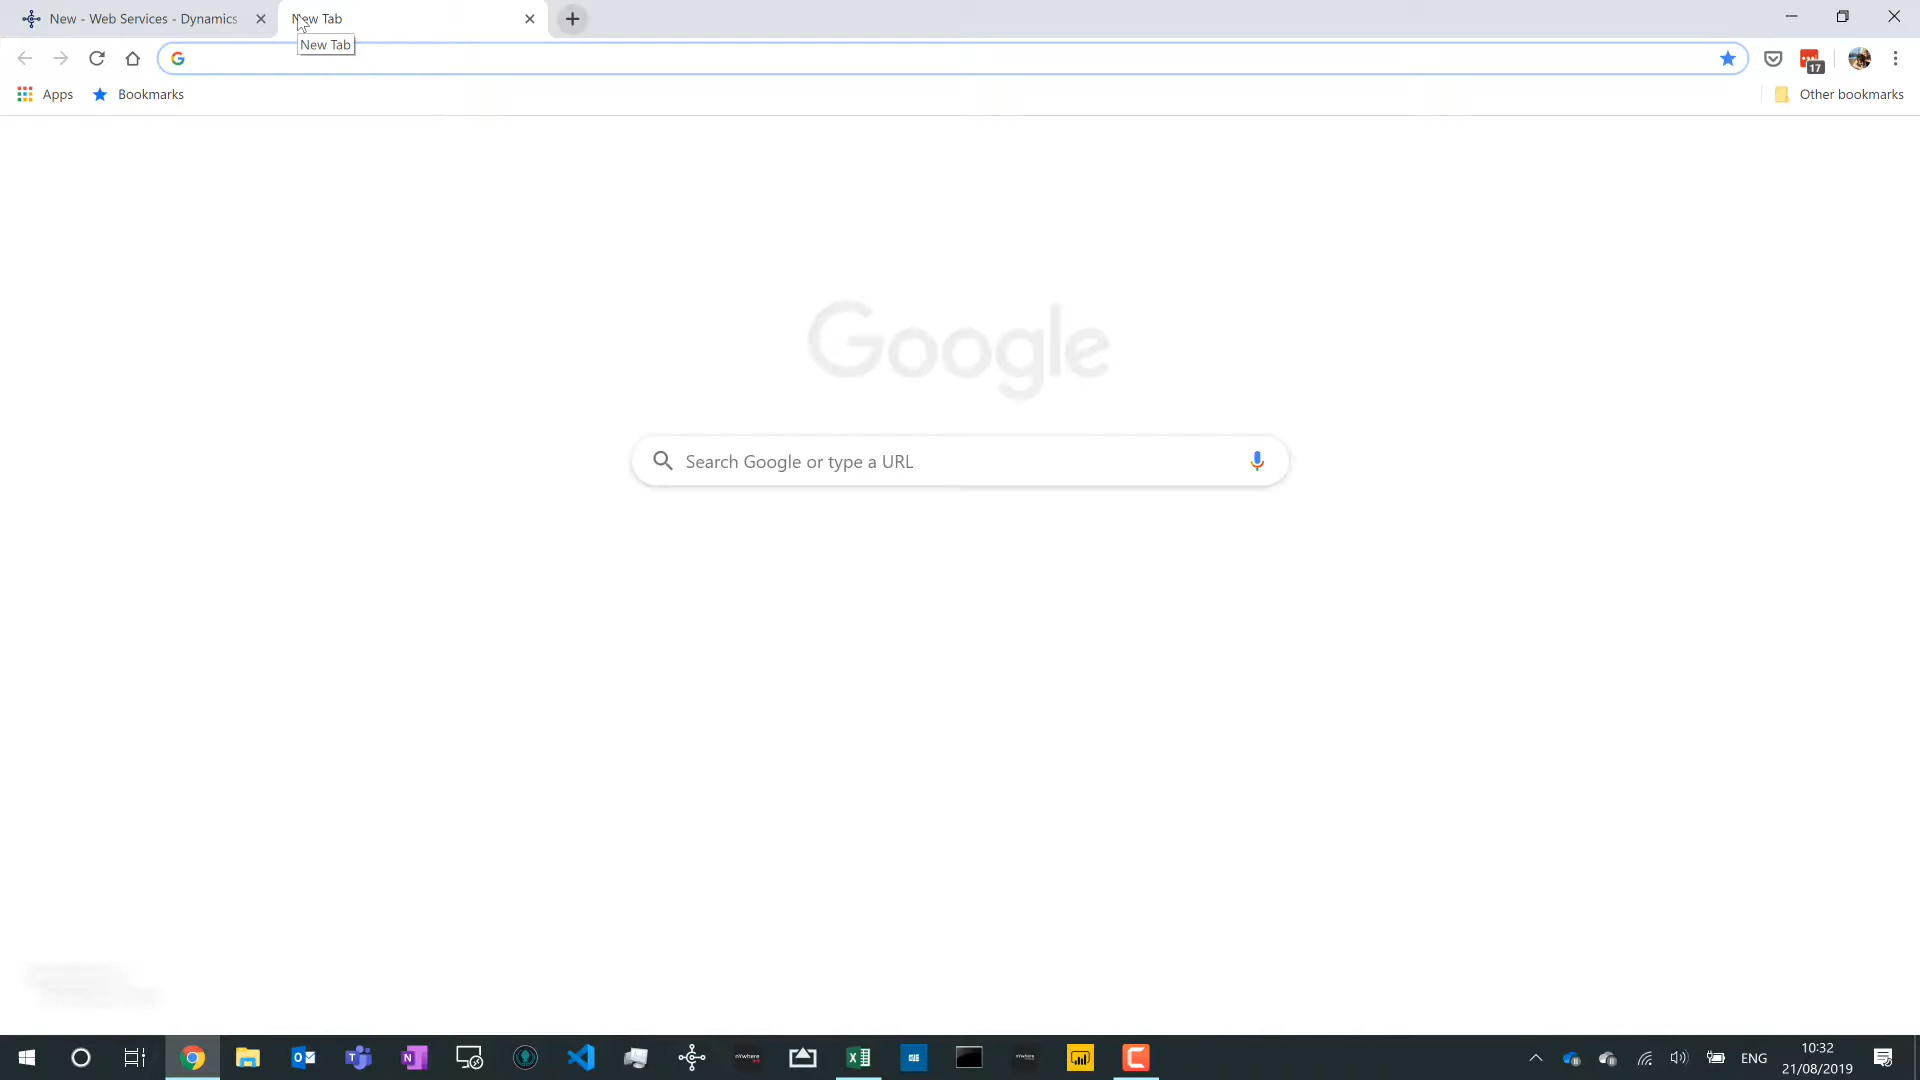 New - Web Services - Dynamics
New Tab
New Tab
17
Apps
Bookmarks
Other bookmarks
Google
Search Google or type a URL
ENG
10:32
21/08/2019